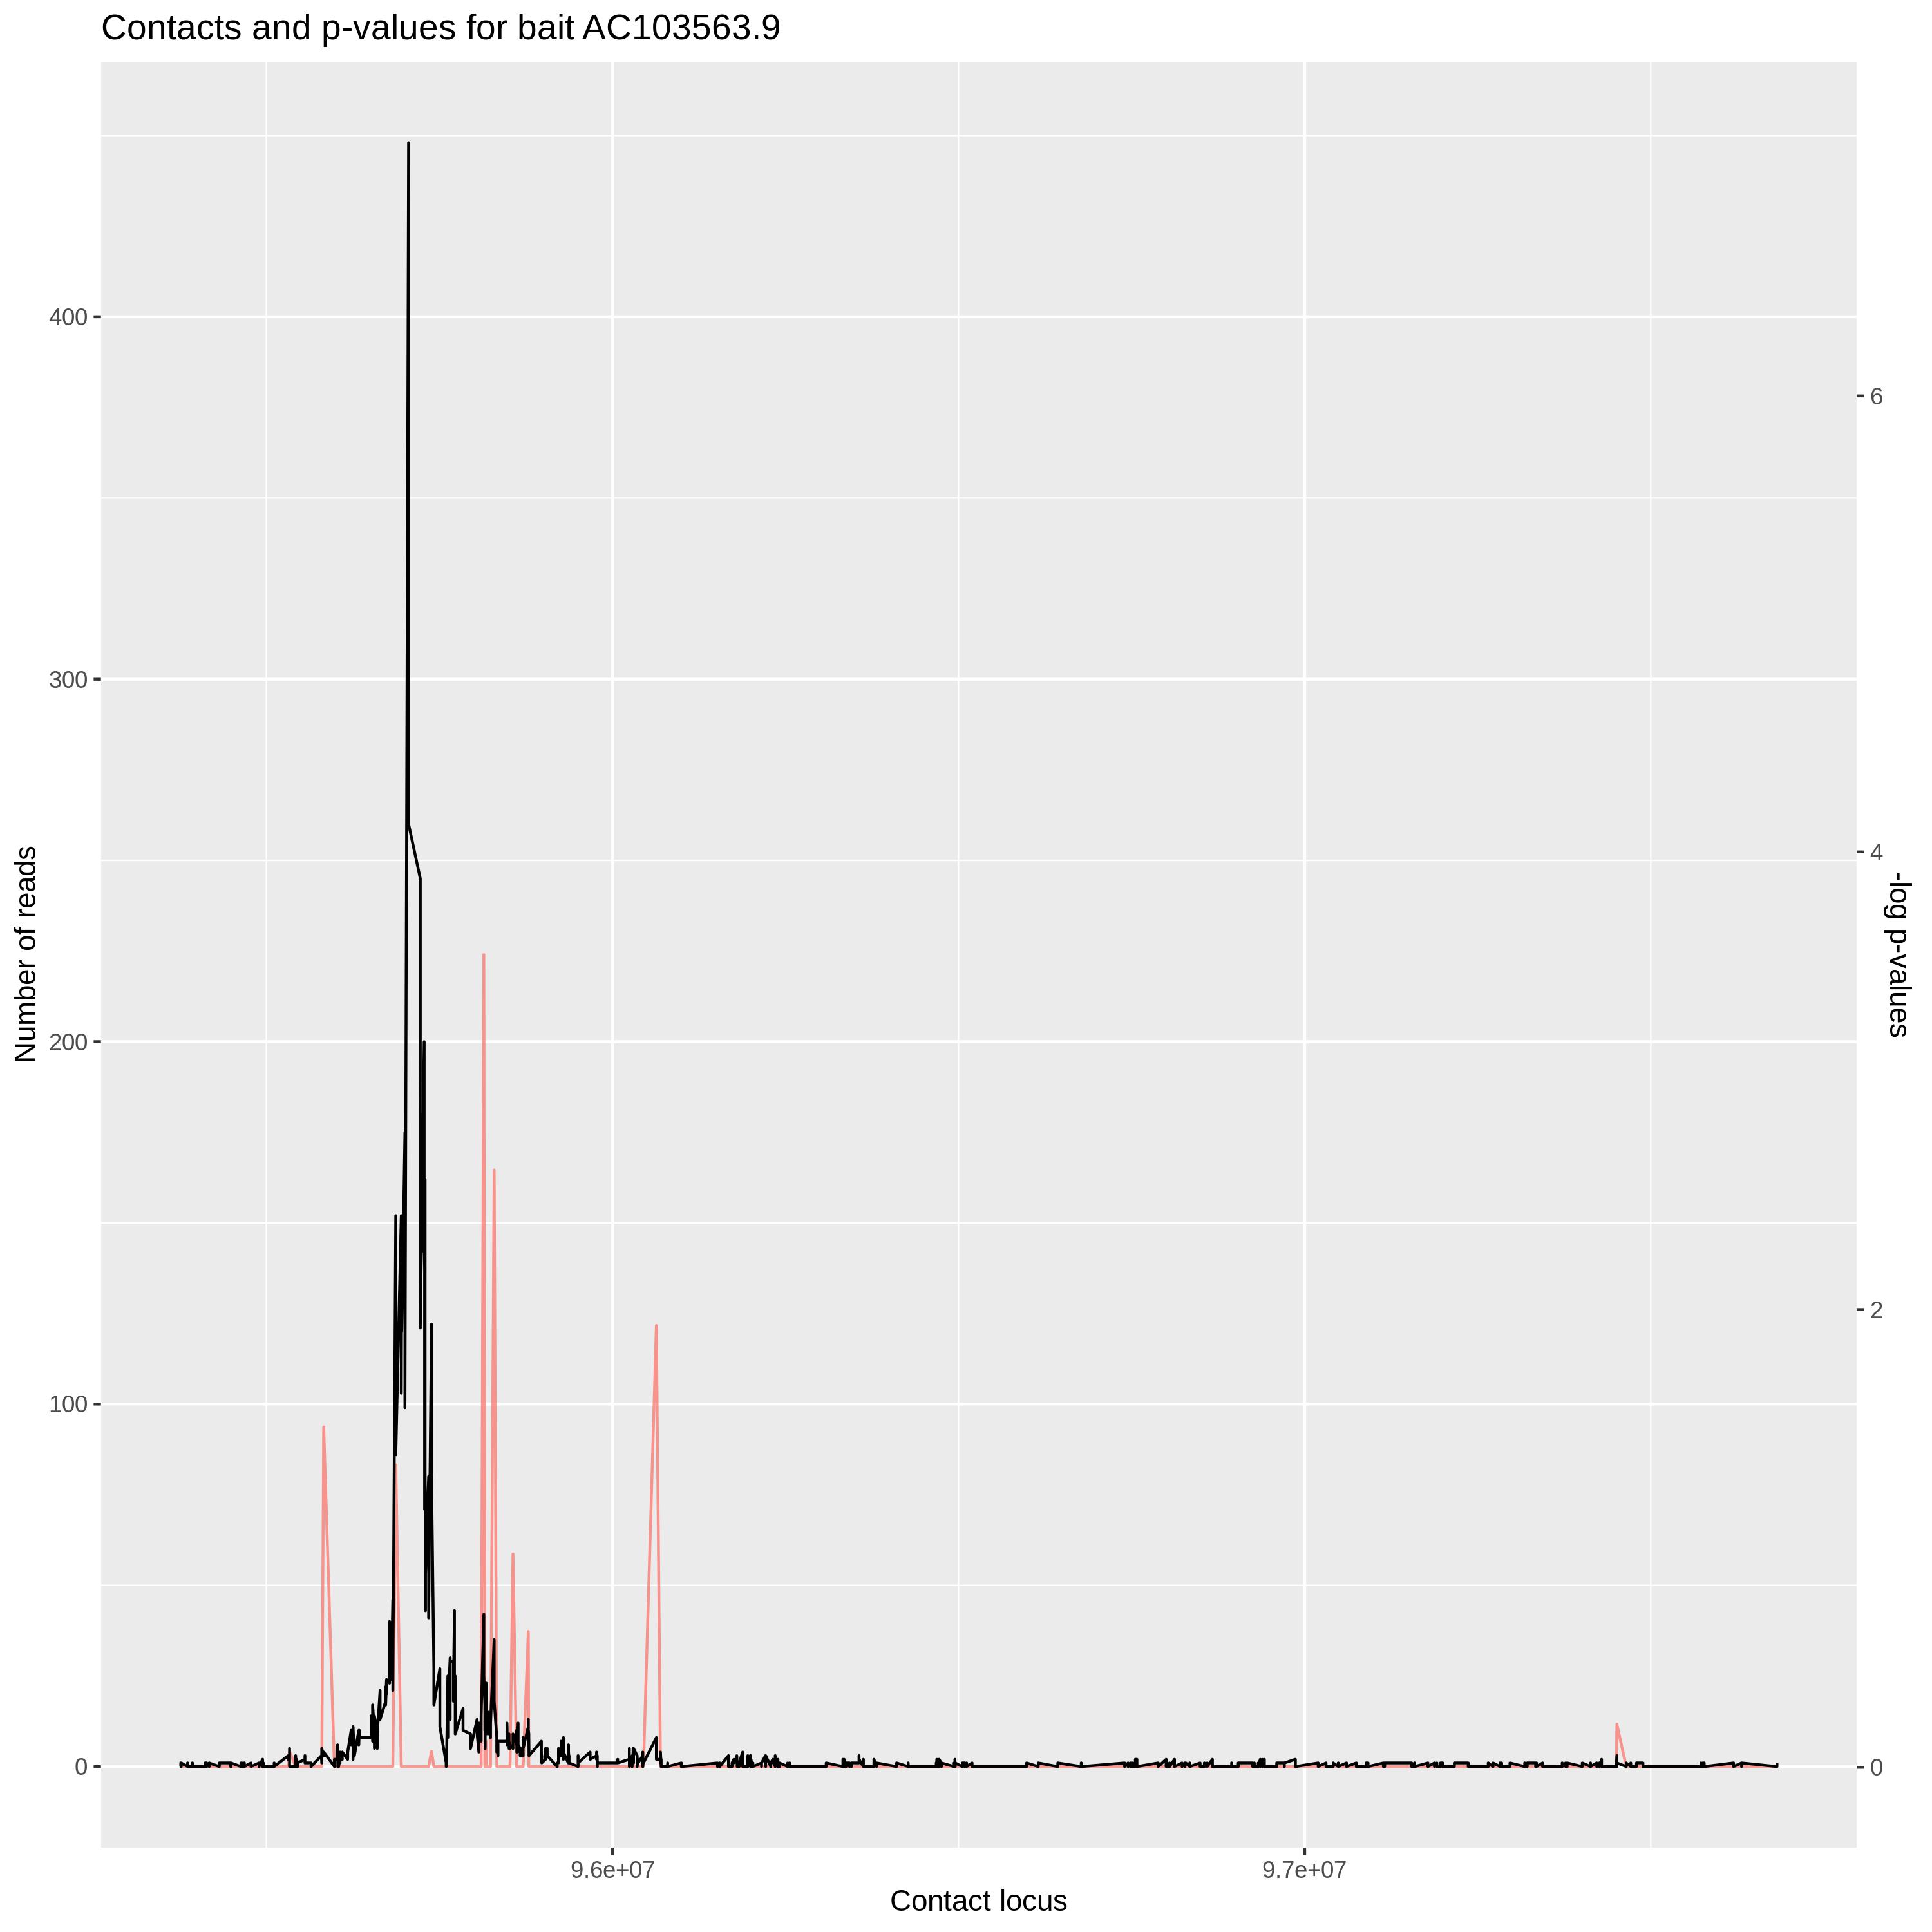 Contacts and p-values for bait AC103563.9
400
300
200
100
0
Number of reads
6
4
2
0
-log p-values
9.6e+07
9.7e+07
Contact locus